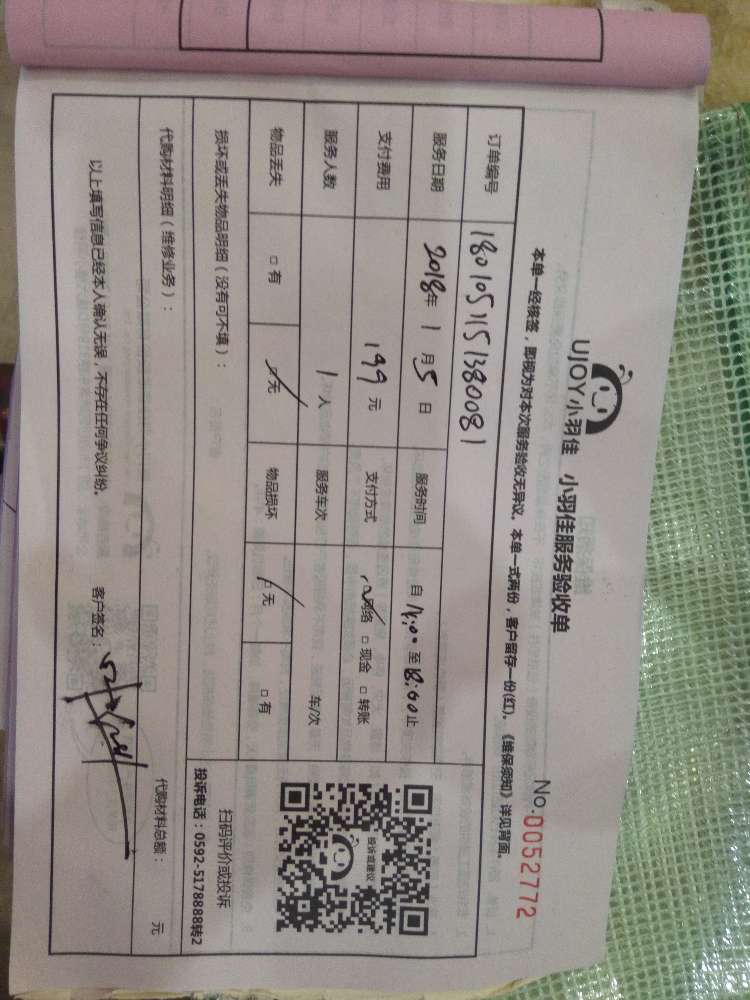 UJOY小羽佳 小羽佳服务验收单
No.0052772
本单一经核签，即视为对本次服务验收无异议。本单一式两份，客户留存一份(红)。《维保须知》详见背面。
订单编号 1801051151380081
服务日期 2018年 1 月 5 日 服务时间 自 至 止
支付费用 199 元 支付方式 网络 □ 现金 □ 转账
服务人数 1 人 服务车次 车/次
物品丢失 □ 有 □ 无 物品损坏 □ 无 □ 有
损坏或丢失物品明细（没有可不填）：
投诉或建议
扫码评价或投诉
投诉电话：0592-5178888转2
代购材料明细（维修业务）： 代购材料总额： 元
以上填写信息已经本人确认无误，不存在任何争议纠纷。 客户签名：